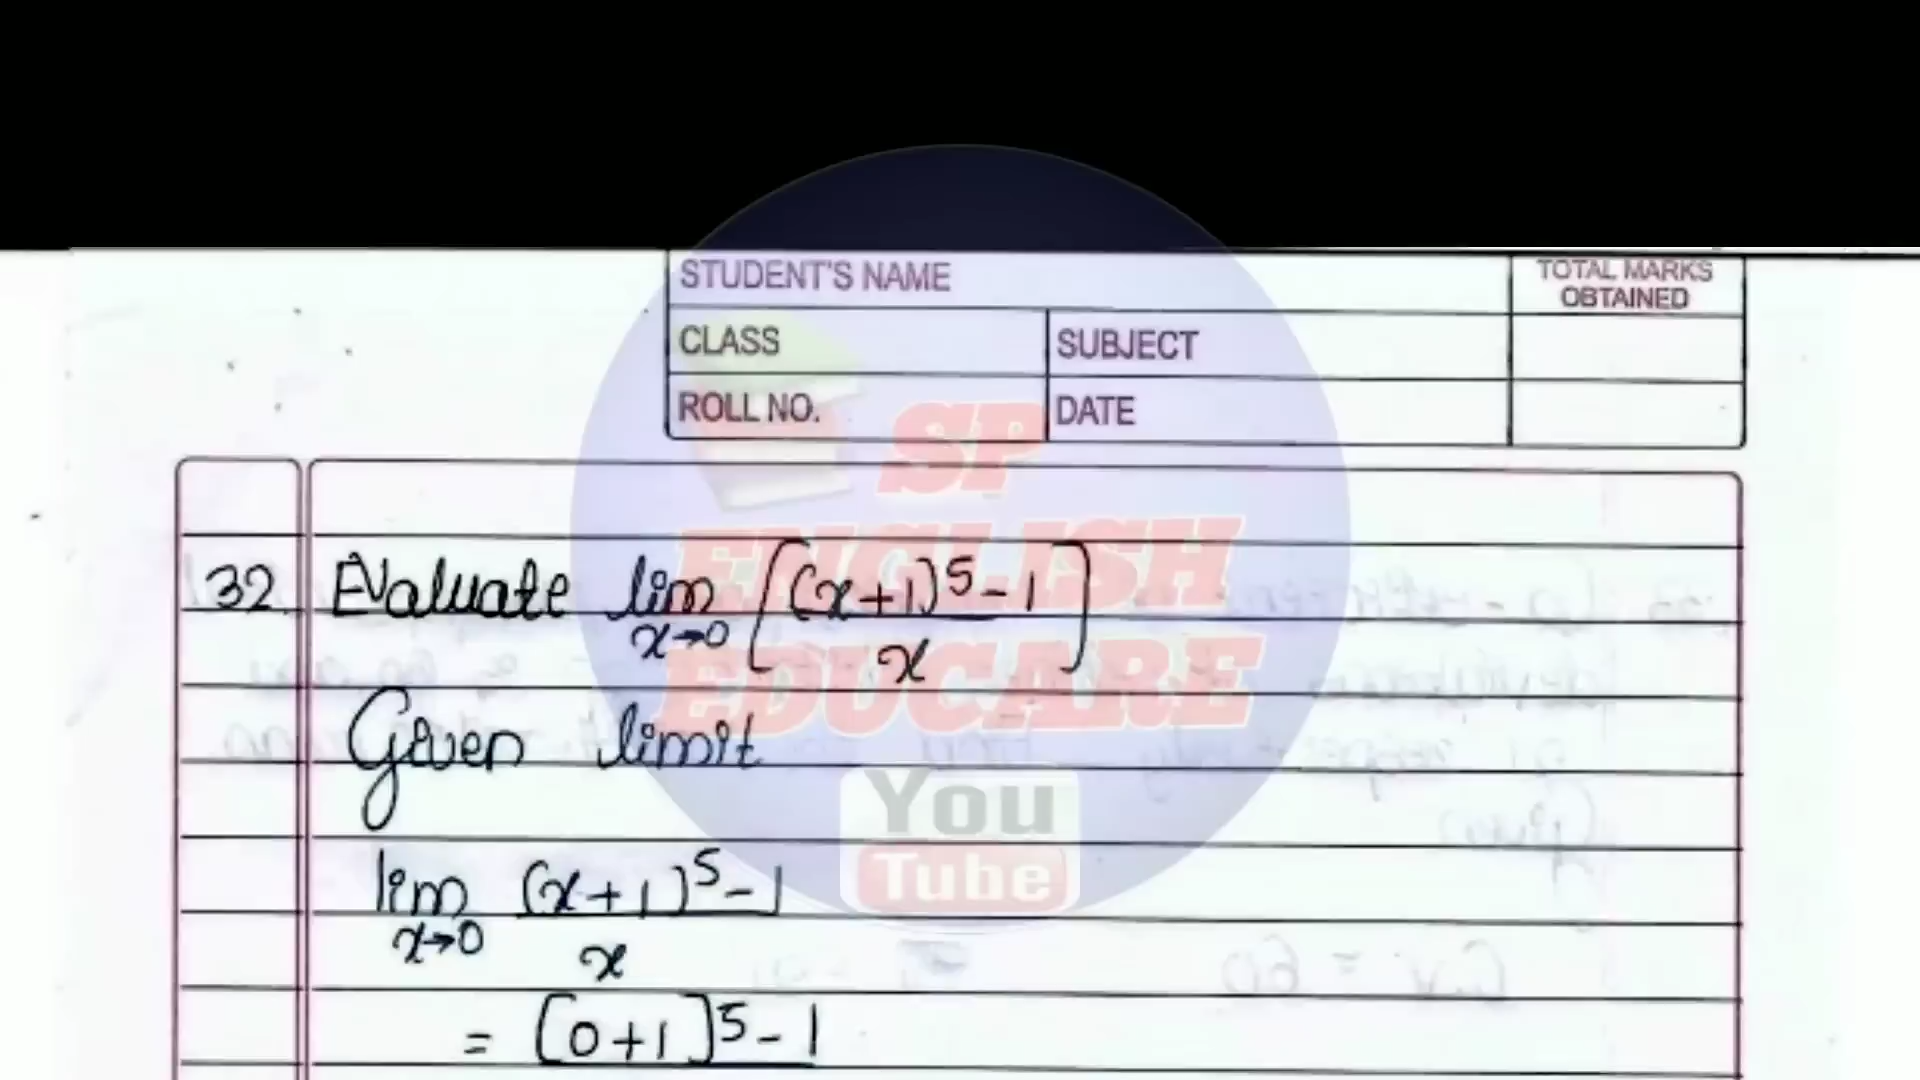 STUDENT'S NAME
TOTAL MARKS OBTAINED
CLASS
SUBJECT
ROLL NO.
DATE
SP
ENGLISH
EDUCARE
You
Tube
32. Evaluate lim x→0 [(x+1)^5 - 1 / x]
Given limit
lim x→0 (x+1)^5 - 1 / x
= [0+1]^5 - 1